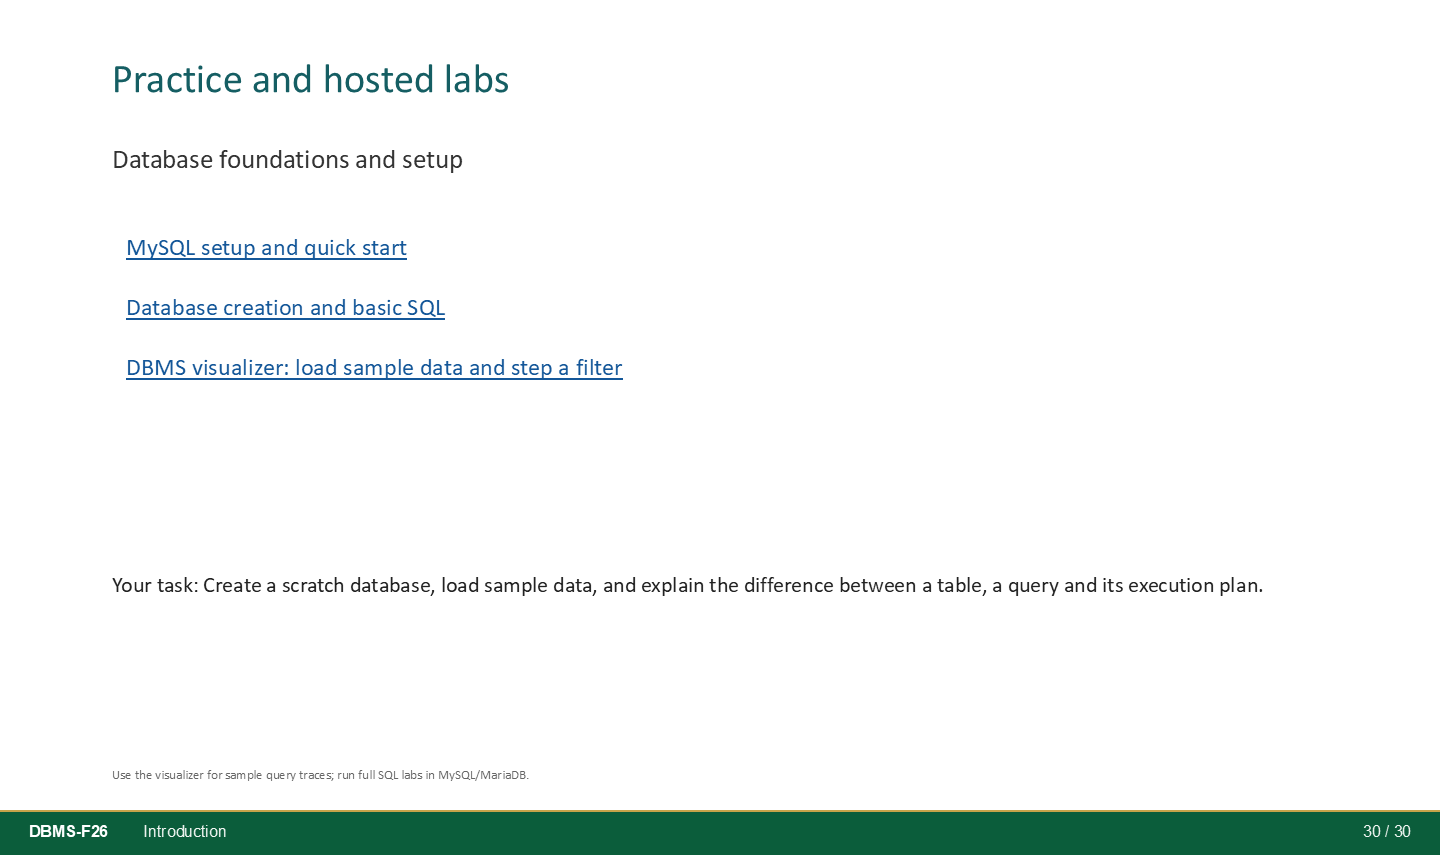 Practice and hosted labs
Database foundations and setup
MySQL setup and quick start
Database creation and basic SQL
DBMS visualizer: load sample data and step a filter
Your task: Create a scratch database, load sample data, and explain the difference between a table, a query and its execution plan.
Use the visualizer for sample query traces; run full SQL labs in MySQL/MariaDB.
DBMS-F26 Introduction 30 / 30